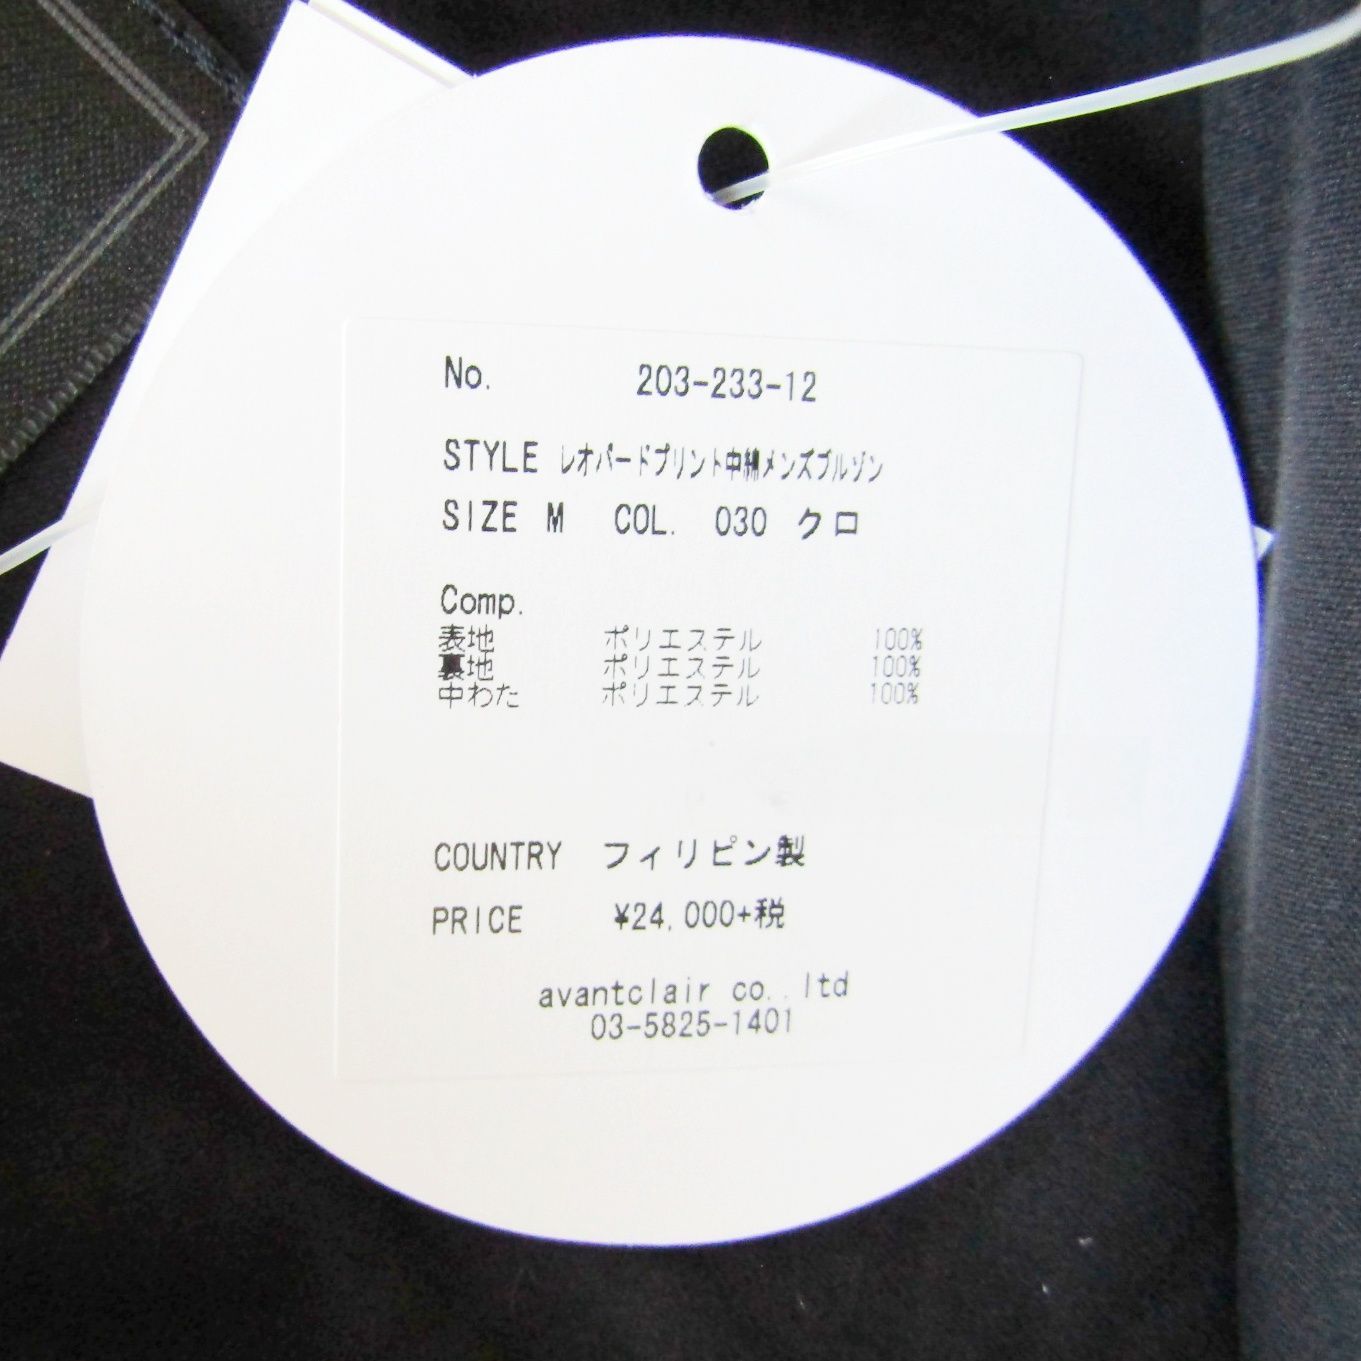 No. 203-233-12
STYLE レオパードプリント中綿メンズブルゾン
SIZE M COL. 030 クロ
Comp.
表地 ポリエステル 100%
裏地 ポリエステル 100%
中わた ポリエステル 100%
COUNTRY フィリピン製
PRICE ¥24,000+税
avantclair co.,ltd
03-5825-1401